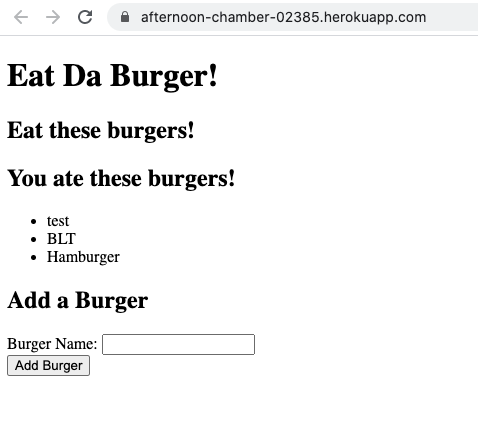 afternoon-chamber-02385.herokuapp.com
Eat Da Burger!
Eat these burgers!
You ate these burgers!
test
BLT
Hamburger
Add a Burger
Burger Name:
Add Burger